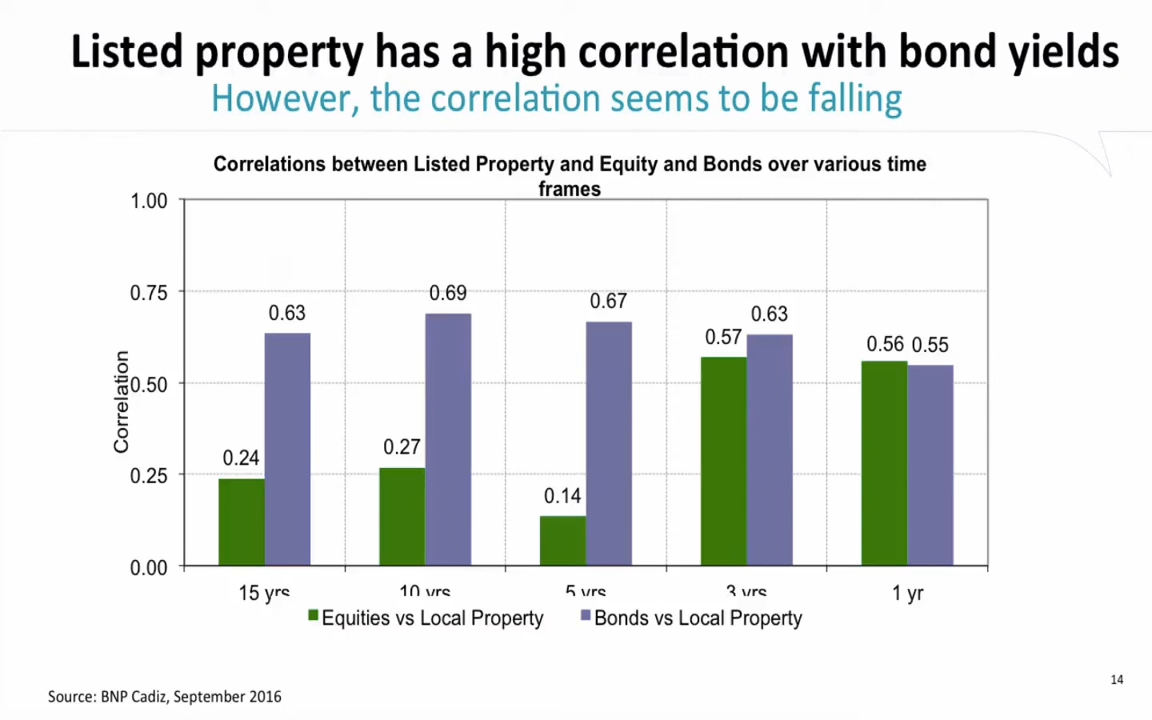 Listed property has a high correlation with bond yields
However, the correlation seems to be falling
Correlations between Listed Property and Equity and Bonds over various time
frames
1.00
0.75
0.50
0.25
0.00
Correlation
0.63
0.69
0.67
0.57
0.63
0.56
0.55
0.24
0.27
0.14
15 yrs
10 yrs
5 yrs
3 yrs
1 yr
Equities vs Local Property
Bonds vs Local Property
14
Source: BNP Cadiz, September 2016